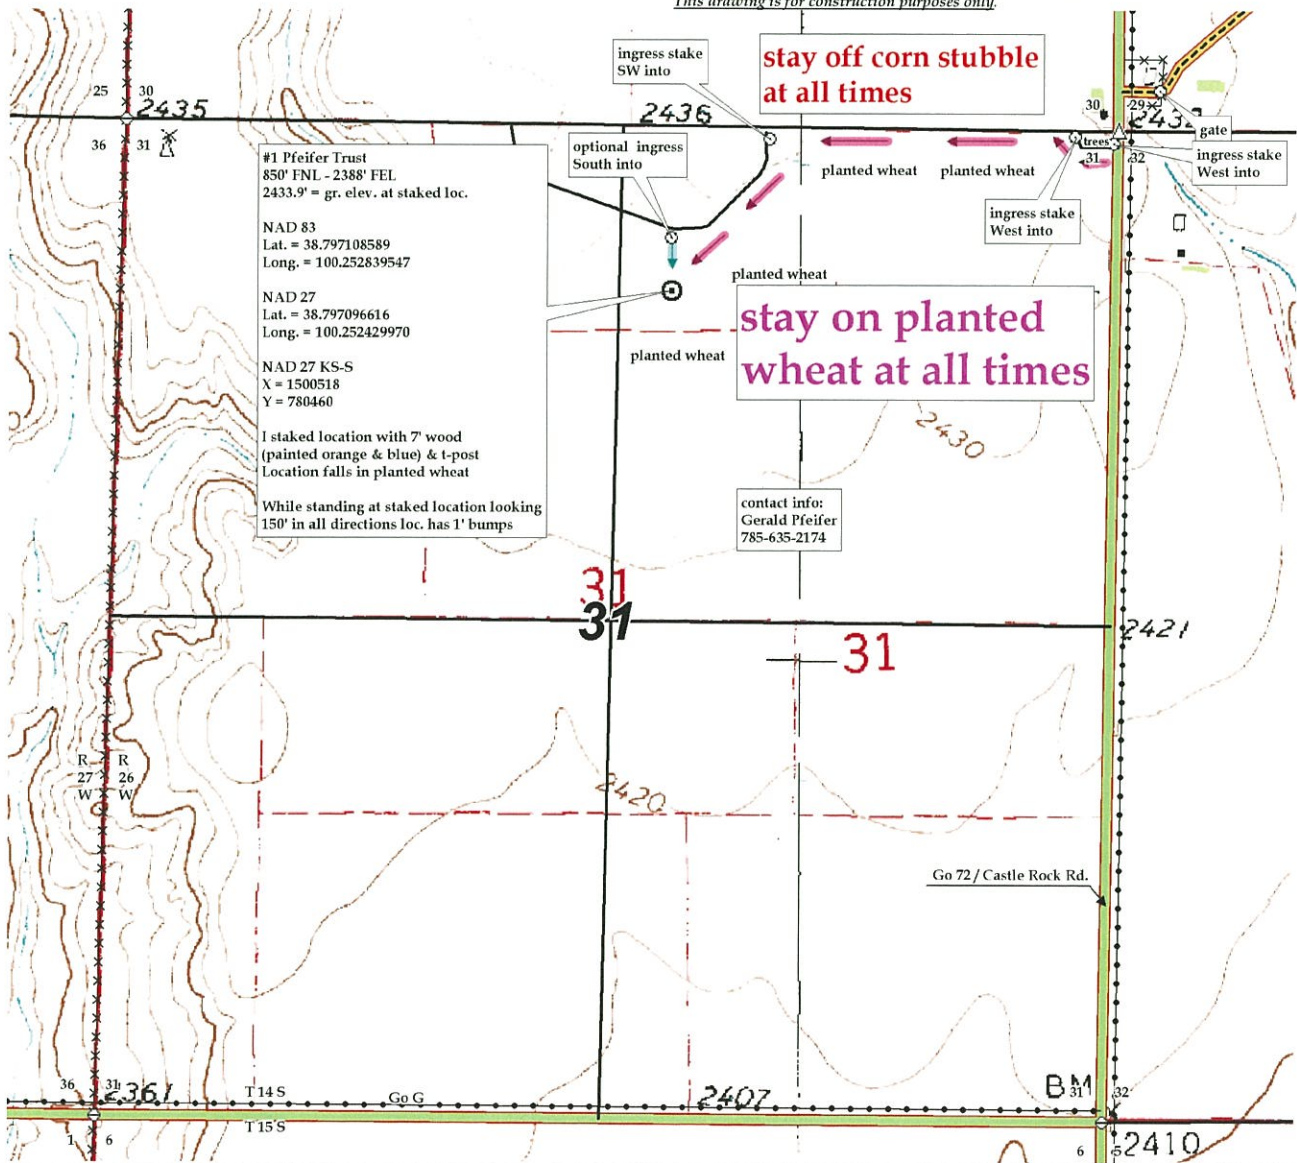 This drawing is for construction purposes only.
ingress stake
SW into
stay off corn stubble
at all times
25
30
2435
36
31
2436
30
29
gate
trees
31
32
ingress stake
West into
optional ingress
South into
planted wheat
planted wheat
ingress stake
West into
#1 Pfeifer Trust
850' FNL - 2388' FEL
2433.9' = gr. elev. at staked loc.
NAD 83
Lat. = 38.797108589
Long. = 100.252839547
NAD 27
Lat. = 38.797096616
Long. = 100.252429970
NAD 27 KS-S
X = 1500518
Y = 780460
I staked location with 7' wood
(painted orange & blue) & t-post
Location falls in planted wheat
While standing at staked location looking
150' in all directions loc. has 1' bumps
planted wheat
stay on planted
wheat at all times
planted wheat
2430
contact info:
Gerald Pfeifer
785-635-2174
31
31
31
2421
R
27
W
R
26
W
2420
Go 72 / Castle Rock Rd.
36
31
2361
T 14 S
Go G
2407
BM
31
32
T 15 S
1
6
6
5
2410